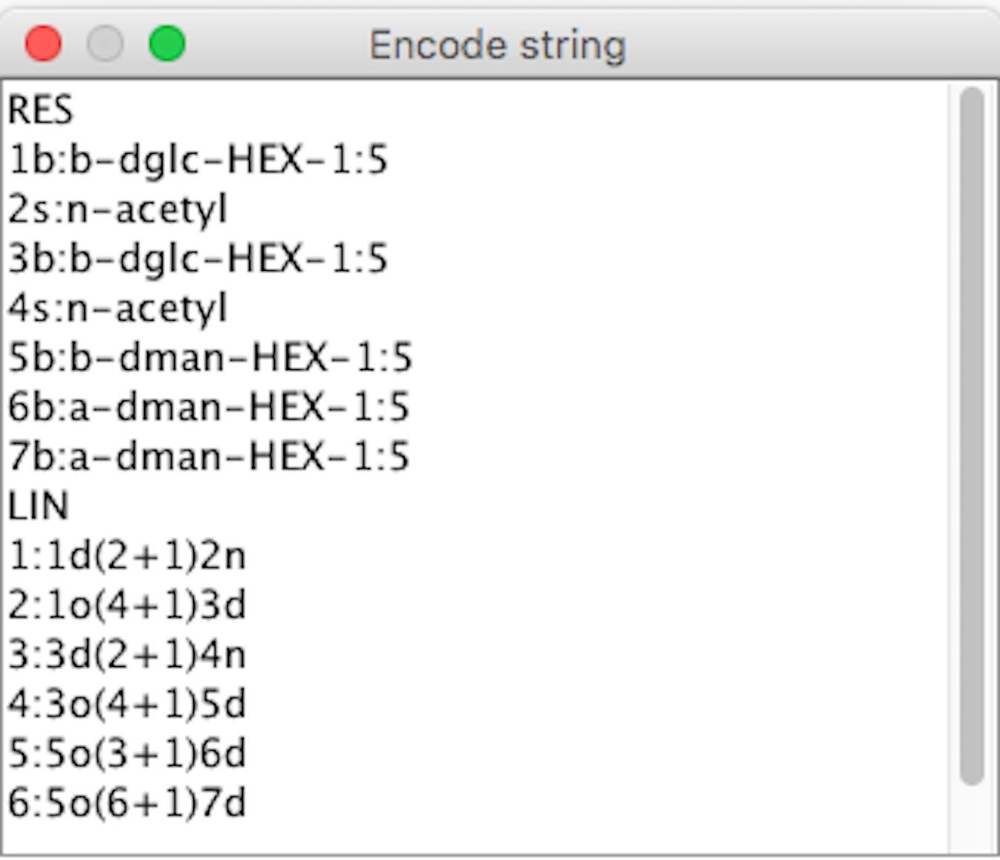 Encode string
RES
1b:b-dglc-HEX-1:5
2s:n-acetyl
3b:b-dglc-HEX-1:5
4s:n-acetyl
5b:b-dman-HEX-1:5
6b:a-dman-HEX-1:5
7b:a-dman-HEX-1:5
LIN
1:1d(2+1)2n
2:1o(4+1)3d
3:3d(2+1)4n
4:3o(4+1)5d
5:5o(3+1)6d
6:5o(6+1)7d